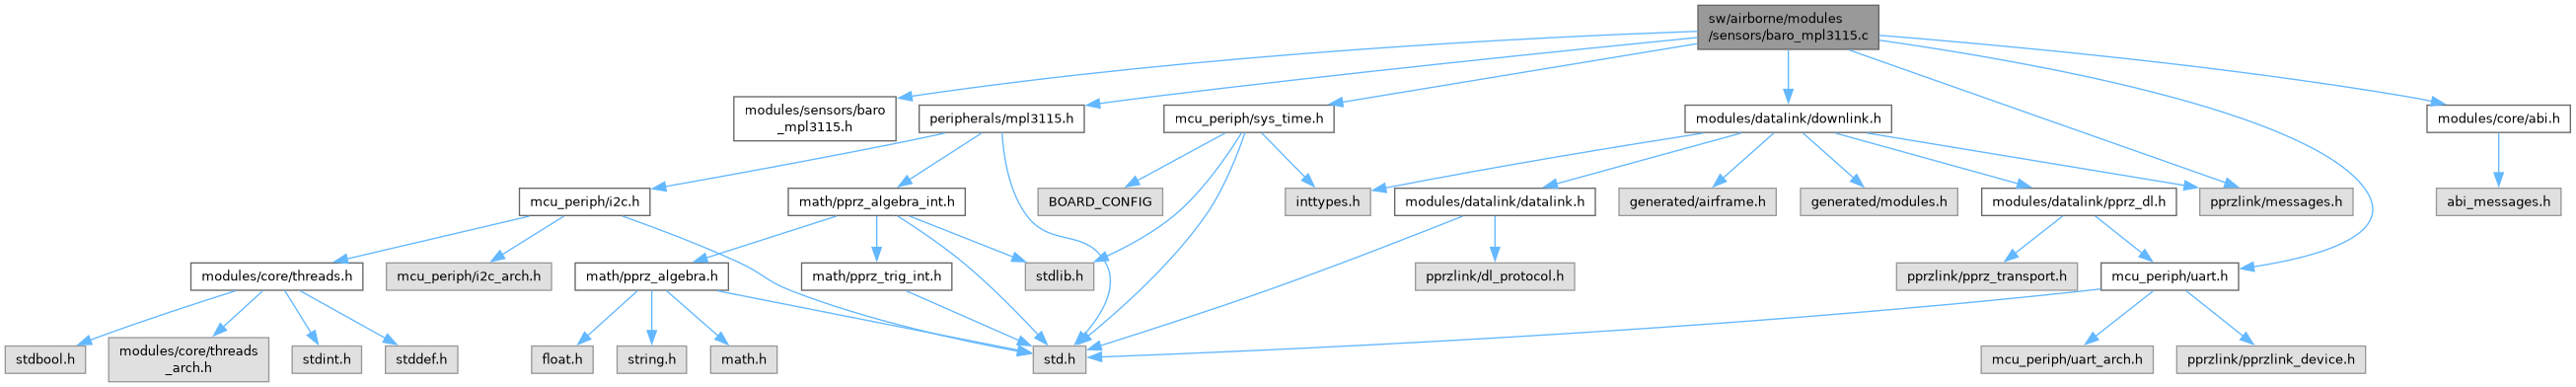 sw/airborne/modules
/sensors/baro_mpl3115.c
modules/sensors/baro
_mpl3115.h
peripherals/mpl3115.h
mcu_periph/sys_time.h
modules/datalink/downlink.h
modules/core/abi.h
mcu_periph/i2c.h
math/pprz_algebra_int.h
BOARD_CONFIG
inttypes.h
modules/datalink/datalink.h
generated/airframe.h
generated/modules.h
modules/datalink/pprz_dl.h
pprzlink/messages.h
abi_messages.h
modules/core/threads.h
mcu_periph/i2c_arch.h
math/pprz_algebra.h
math/pprz_trig_int.h
stdlib.h
pprzlink/dl_protocol.h
pprzlink/pprz_transport.h
mcu_periph/uart.h
stdbool.h
modules/core/threads
_arch.h
stdint.h
stddef.h
float.h
string.h
math.h
std.h
mcu_periph/uart_arch.h
pprzlink/pprzlink_device.h